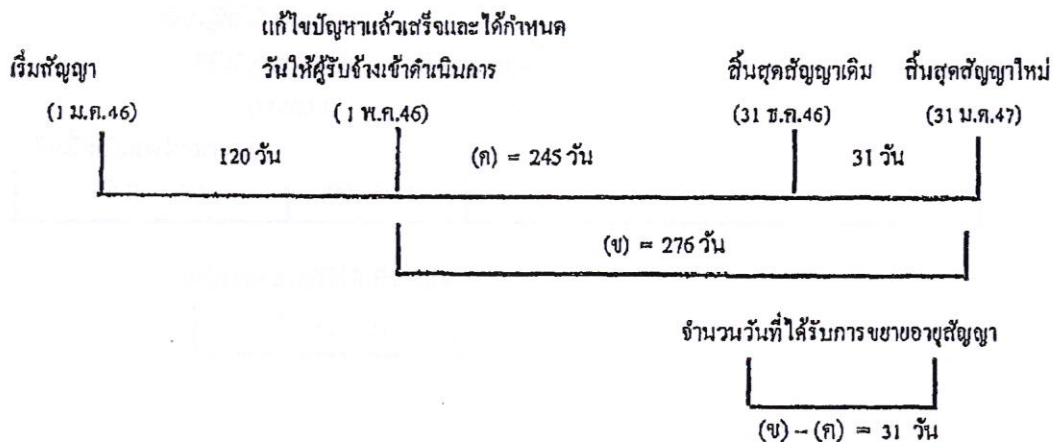 แก้ไขปัญหาแล้วเสร็จและได้กำหนด
เริ่มสัญญา วันให้ผู้รับจ้างเข้าดำเนินการ สิ้นสุดสัญญาเดิม สิ้นสุดสัญญาใหม่
(1 ม.ค.46) (1 พ.ค.46) (31 ธ.ค.46) (31 ม.ค.47)
120 วัน (ค) = 245 วัน 31 วัน
(ข) = 276 วัน
จำนวนวันที่ได้รับการขยายอายุสัญญา
(ข) – (ค) = 31 วัน